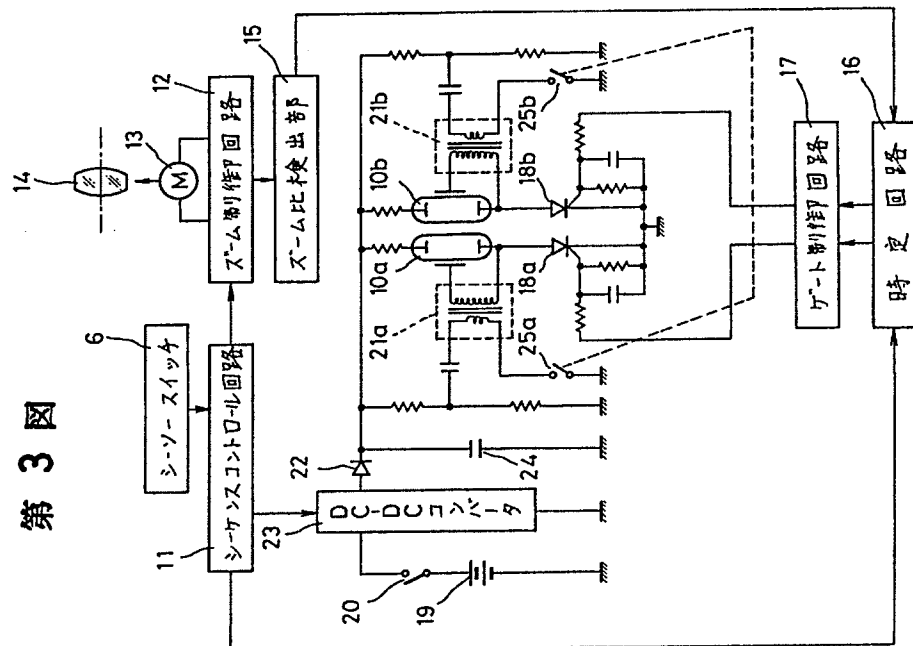 第3図
6
シーソースイッチ
11
シーケンスコントロール回路
14
13
M
12
ズーム制御回路
15
ズーム比検出部
20
19
23
DC-DCコンバータ
22
24
21a
25a
10a
10b
18a
18b
21b
25b
17
ゲート制御回路
16
時定回路